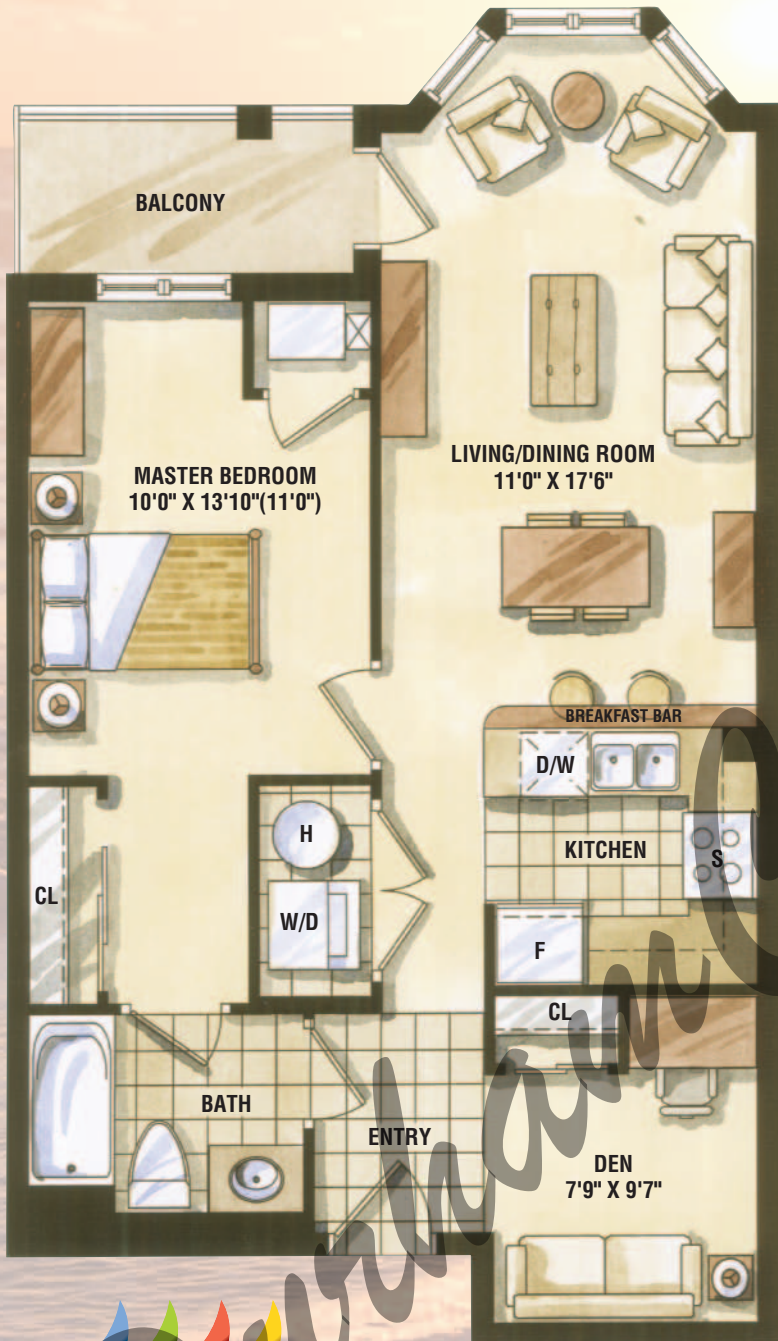 BALCONY
LIVING/DINING ROOM
11'0" X 17'6"
MASTER BEDROOM
10'0" X 13'10"(11'0")
BREAKFAST BAR
D/W
H
KITCHEN
S
CL
W/D
F
CL
BATH
ENTRY
DEN
7'9" X 9'7"